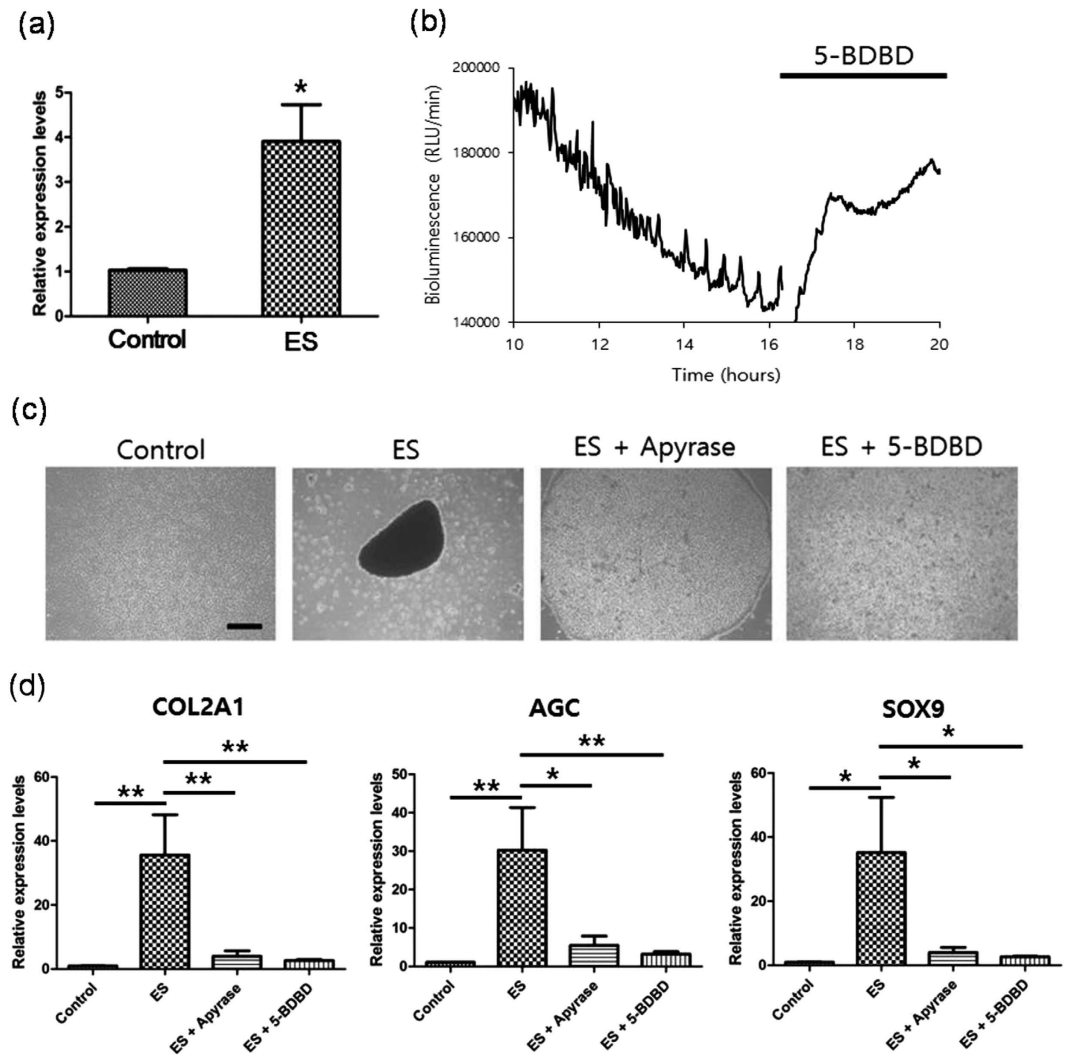 (a)
Relative expression levels
5
4
3
2
1
0
*
Control
ES
(b)
5-BDBD
Bioluminescence (RLU/min)
200000
180000
160000
140000
10
12
14
16
18
20
Time (hours)
(c)
Control
ES
ES + Apyrase
ES + 5-BDBD
(d)
COL2A1
Relative expression levels
60
40
20
0
**
**
**
Control
ES
ES + Apyrase
ES + 5-BDBD
AGC
Relative expression levels
50
40
30
20
10
0
**
*
**
Control
ES
ES + Apyrase
ES + 5-BDBD
SOX9
Relative expression levels
60
40
20
0
*
*
*
Control
ES
ES + Apyrase
ES + 5-BDBD